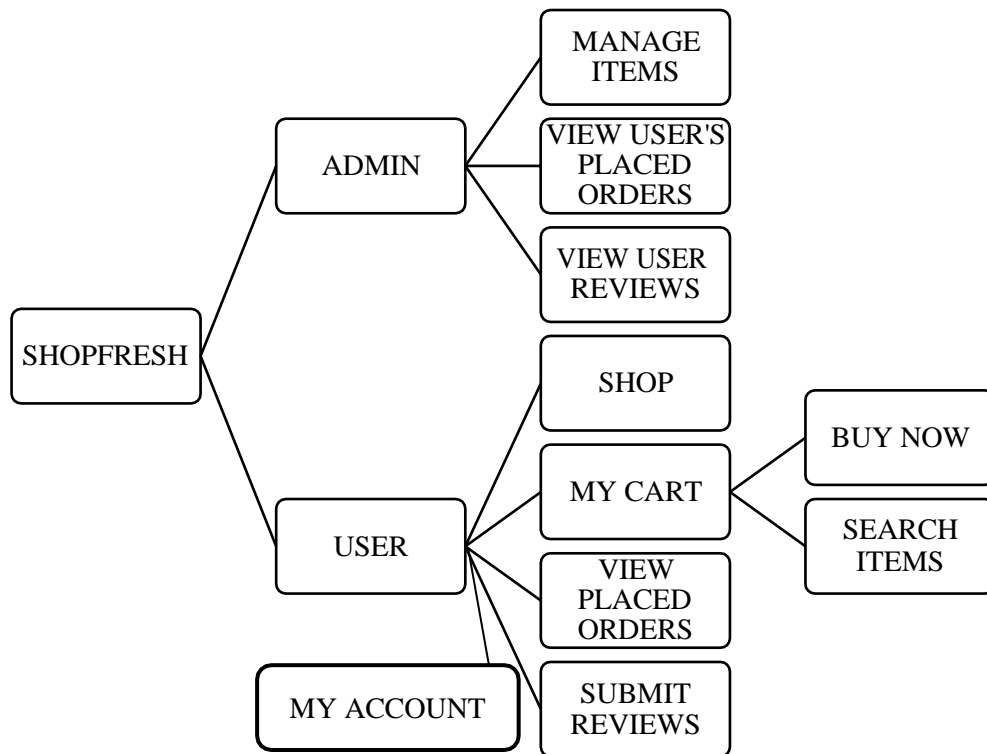 MANAGE
ITEMS
VIEW USER'S
PLACED
ORDERS
ADMIN
VIEW USER
REVIEWS
SHOPFRESH
SHOP
BUY NOW
MY CART
SEARCH
ITEMS
USER
VIEW
PLACED
ORDERS
MY ACCOUNT
SUBMIT
REVIEWS